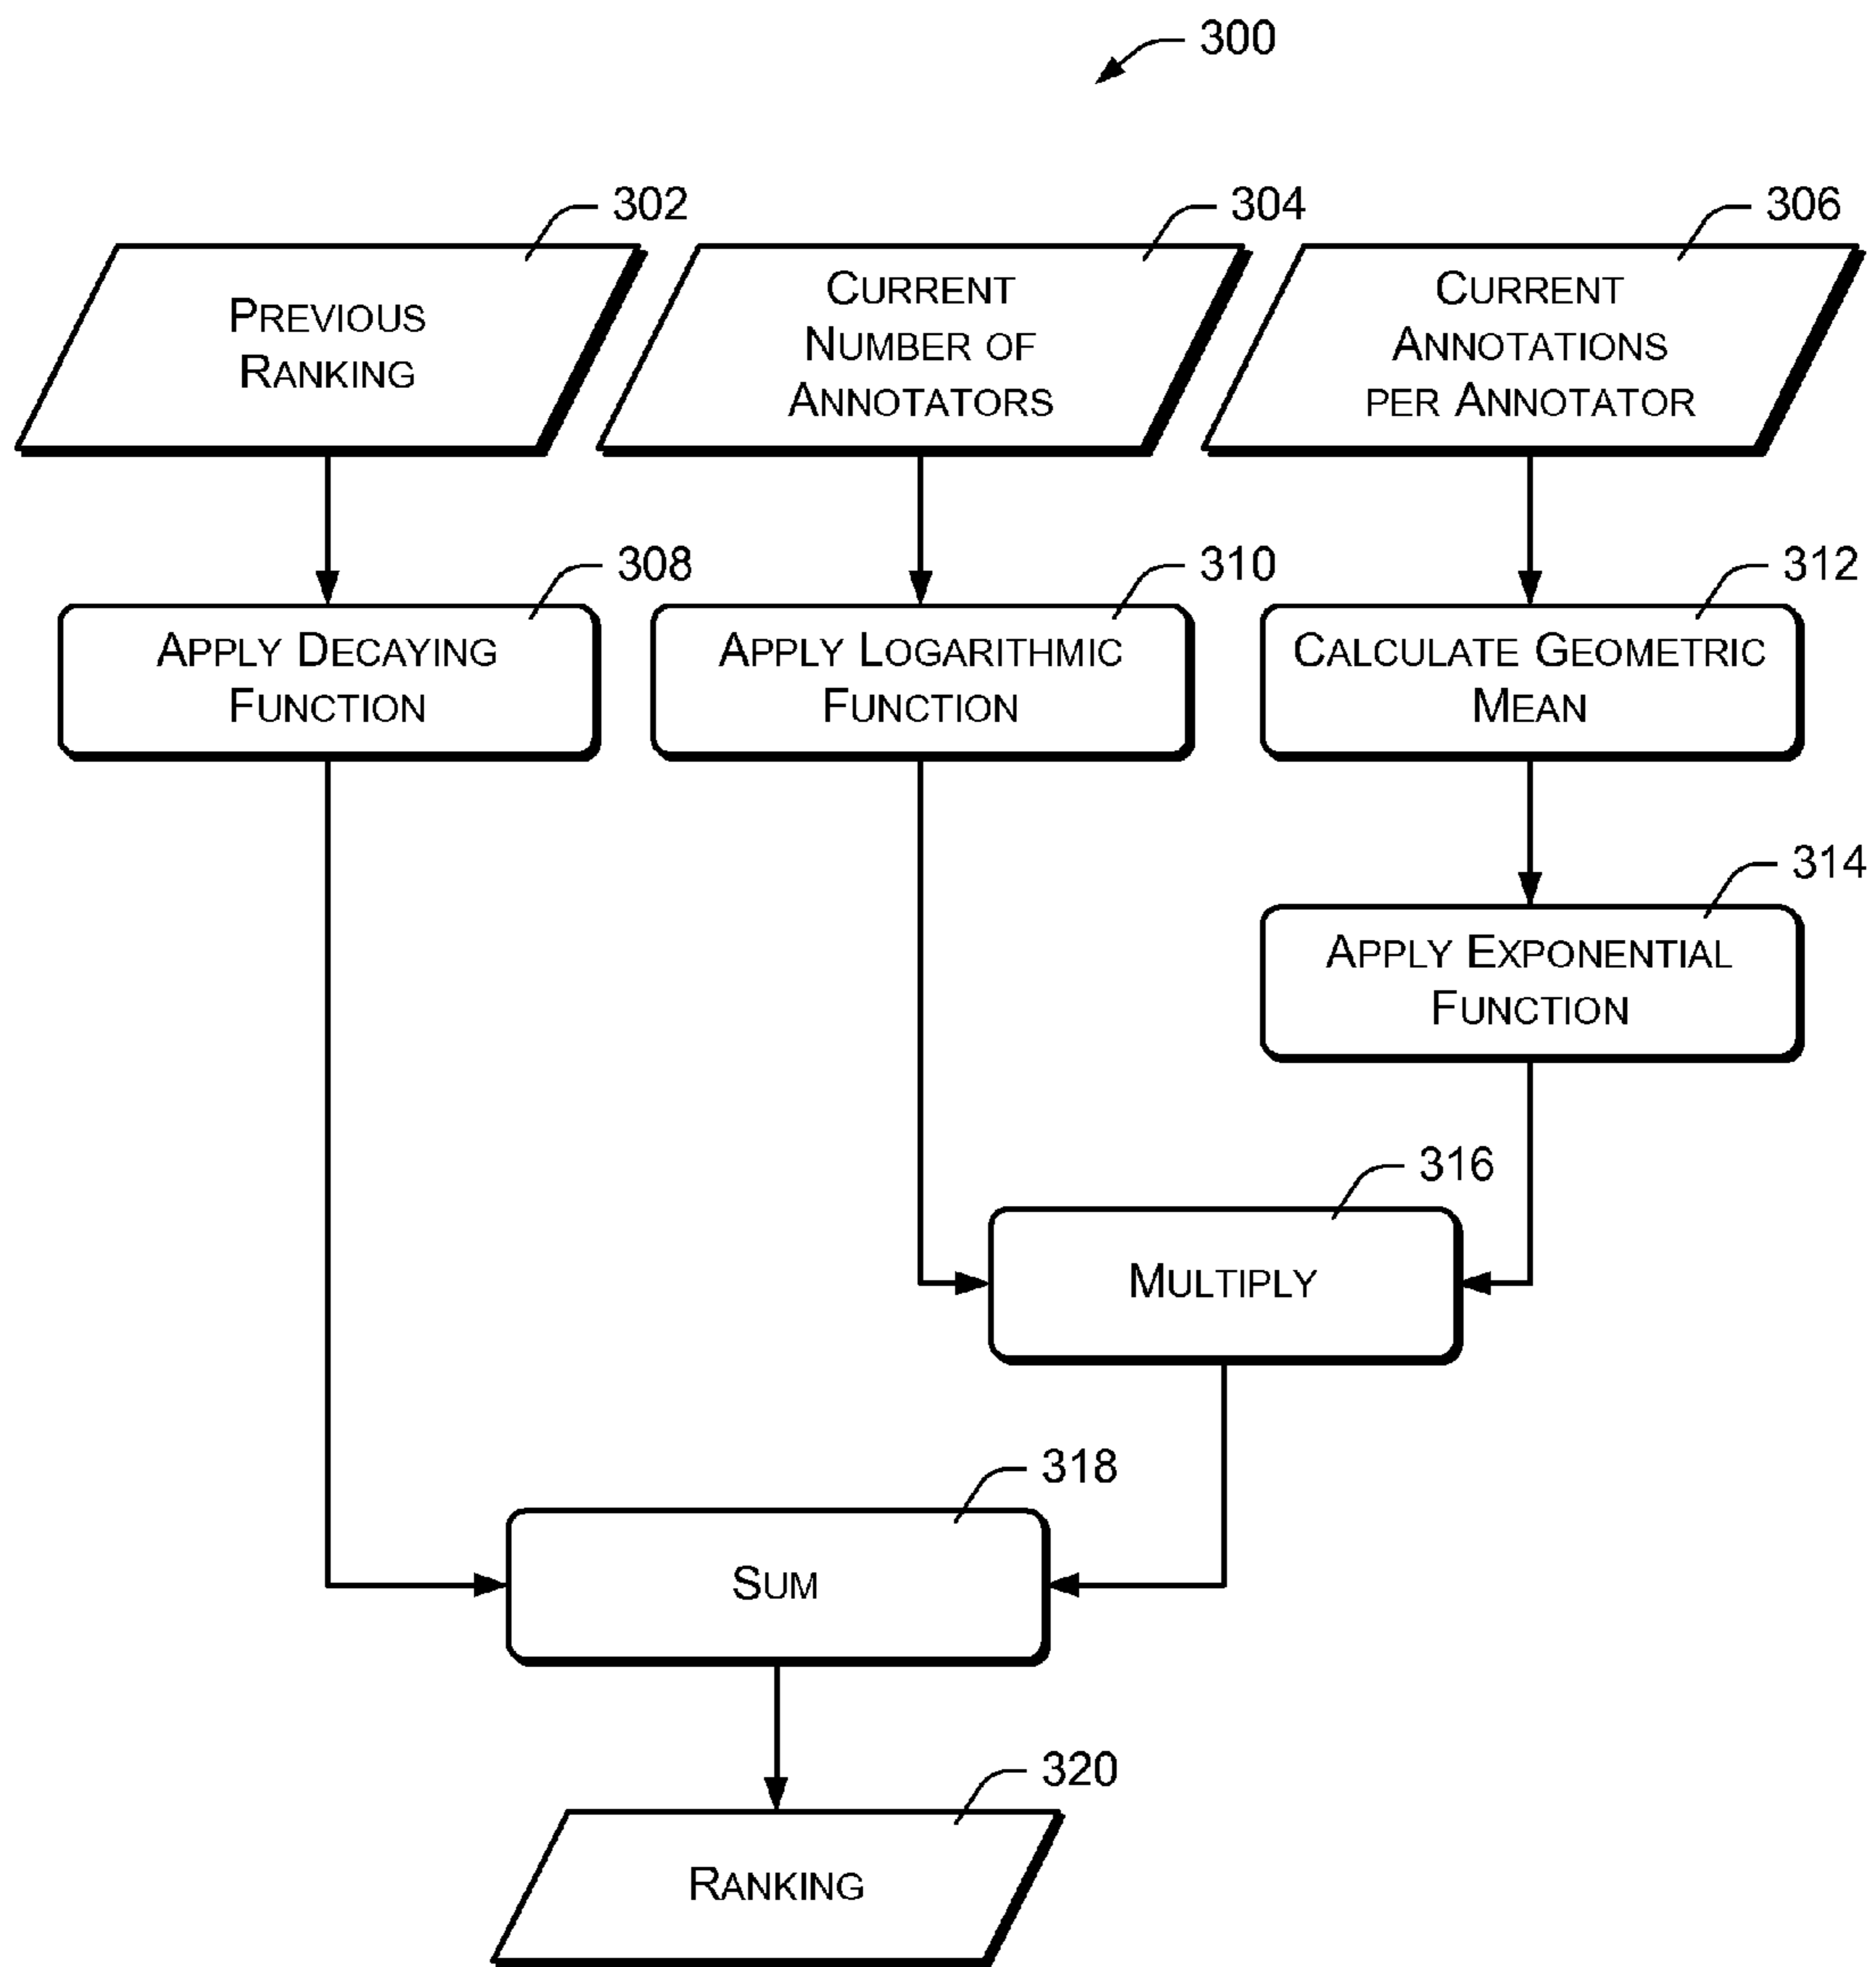 300
302
304
306
PREVIOUS
RANKING
CURRENT
NUMBER OF
ANNOTATORS
CURRENT
ANNOTATIONS
PER ANNOTATOR
308
310
312
APPLY DECAYING
FUNCTION
APPLY LOGARITHMIC
FUNCTION
CALCULATE GEOMETRIC
MEAN
314
APPLY EXPONENTIAL
FUNCTION
316
MULTIPLY
318
SUM
320
RANKING